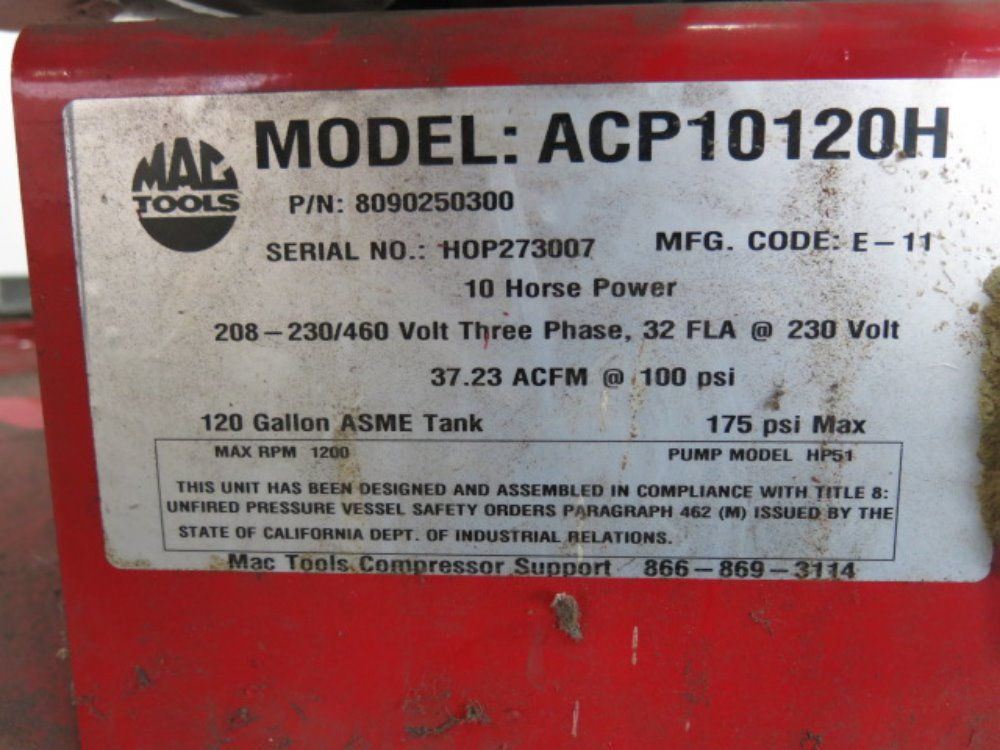 MAC
TOOLS
MODEL: ACP10120H
P/N: 8090250300
SERIAL NO.: HOP273007 MFG. CODE: E-11
10 Horse Power
208-230/460 Volt Three Phase, 32 FLA @ 230 Volt
37.23 ACFM @ 100 psi
120 Gallon ASME Tank 175 psi Max
MAX RPM 1200 PUMP MODEL HP51
THIS UNIT HAS BEEN DESIGNED AND ASSEMBLED IN COMPLIANCE WITH TITLE 8:
UNFIRED PRESSURE VESSEL SAFETY ORDERS PARAGRAPH 462 (M) ISSUED BY THE
STATE OF CALIFORNIA DEPT. OF INDUSTRIAL RELATIONS.
Mac Tools Compressor Support 866-869-3114